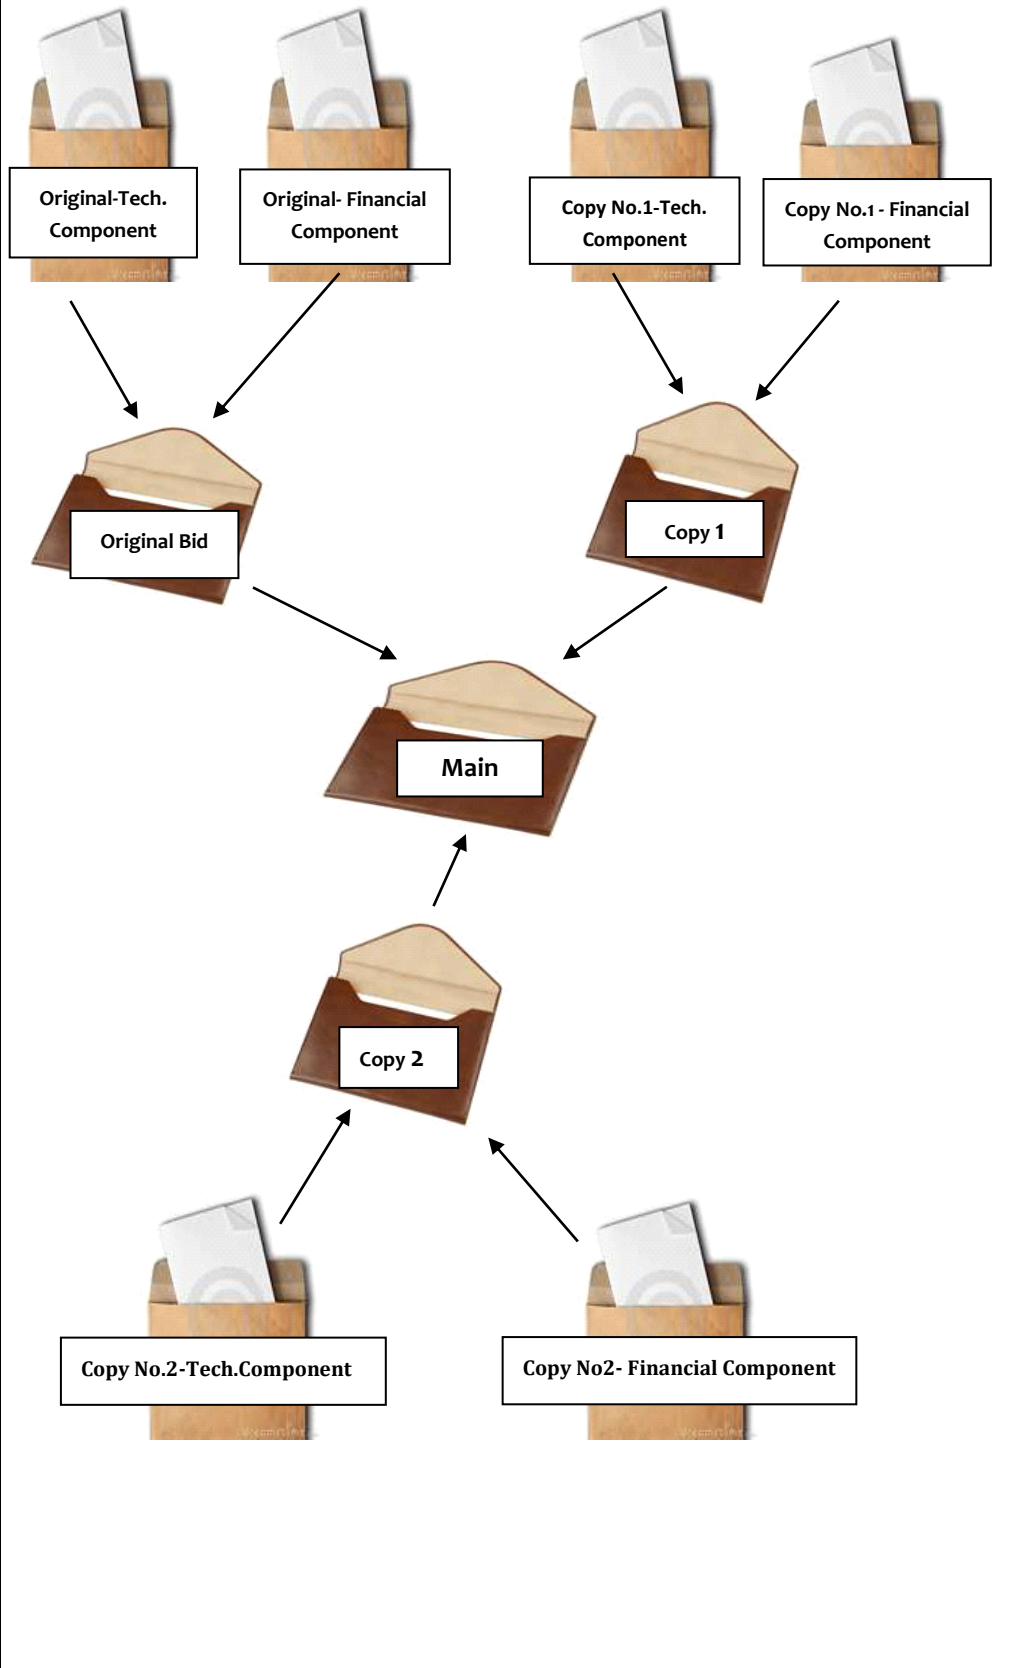 Original-Tech.
Component
Original- Financial
Component
Copy No.1-Tech.
Component
Copy No.1 - Financial
Component
Original Bid
Copy 1
Main
Copy 2
Copy No.2-Tech.Component
Copy No2- Financial Component